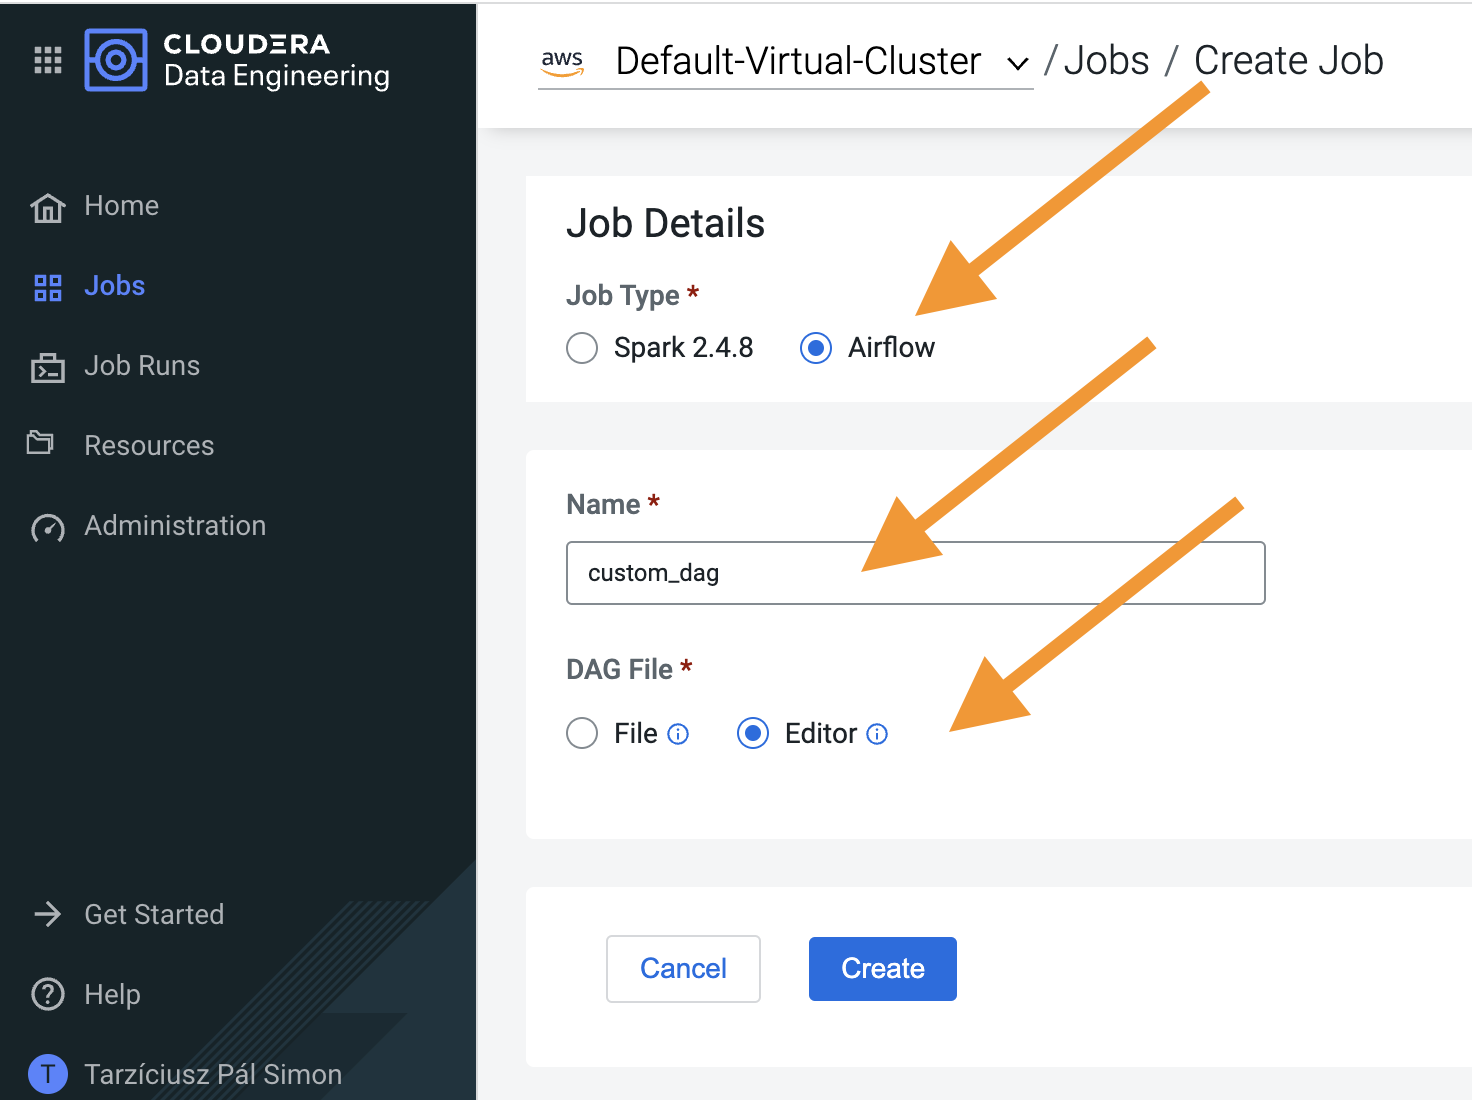 CLOUDERA
Data Engineering
Home
Jobs
Job Runs
Resources
Administration
Get Started
Help
T Tarzíciusz Pál Simon
aws Default-Virtual-Cluster / Jobs / Create Job
Job Details
Job Type *
Spark 2.4.8 Airflow
Name *
custom_dag
DAG File *
File Editor
Cancel Create